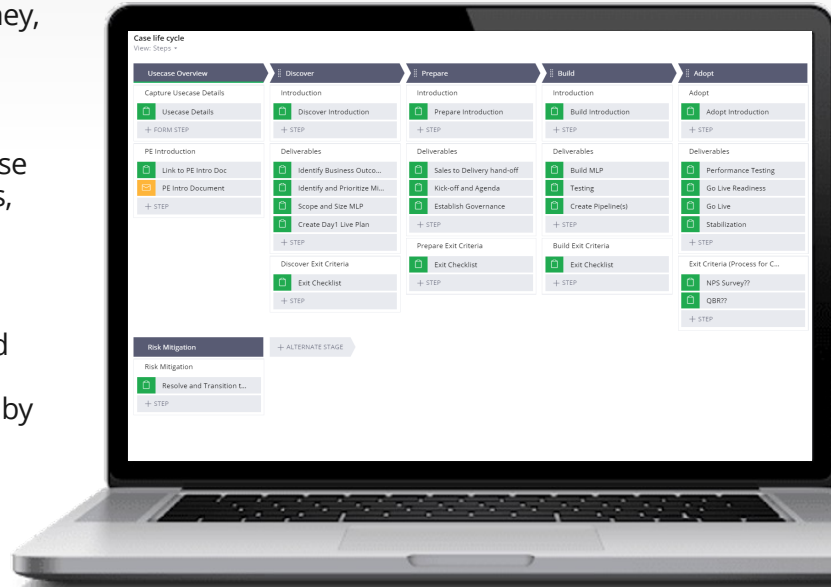 ey,
se
s,
d
by
Case life cycle
View: Steps
Usecase Overview
Capture Usecase Details
Usecase Details
+ FORM STEP
PE Introduction
Link to PE Intro Doc
PE Intro Document
+ STEP
Discover
Introduction
Discover Introduction
+ STEP
Deliverables
Identify Business Outco...
Identify and Prioritize Mi...
Scope and Size MLP
Create Day1 Live Plan
+ STEP
Discover Exit Criteria
Exit Checklist
+ STEP
Prepare
Introduction
Prepare Introduction
+ STEP
Deliverables
Sales to Delivery hand-off
Kick-off and Agenda
Establish Governance
+ STEP
Prepare Exit Criteria
Exit Checklist
+ STEP
Build
Introduction
Build Introduction
+ STEP
Deliverables
Build MLP
Testing
Create Pipeline(s)
+ STEP
Build Exit Criteria
Exit Checklist
+ STEP
Adopt
Adopt
Adopt Introduction
+ STEP
Deliverables
Performance Testing
Go Live Readiness
Go Live
Stabilization
+ STEP
Exit Criteria (Process for C...
NPS Survey??
QBR??
+ STEP
Risk Mitigation
Risk Mitigation
Resolve and Transition t...
+ STEP
+ ALTERNATE STAGE